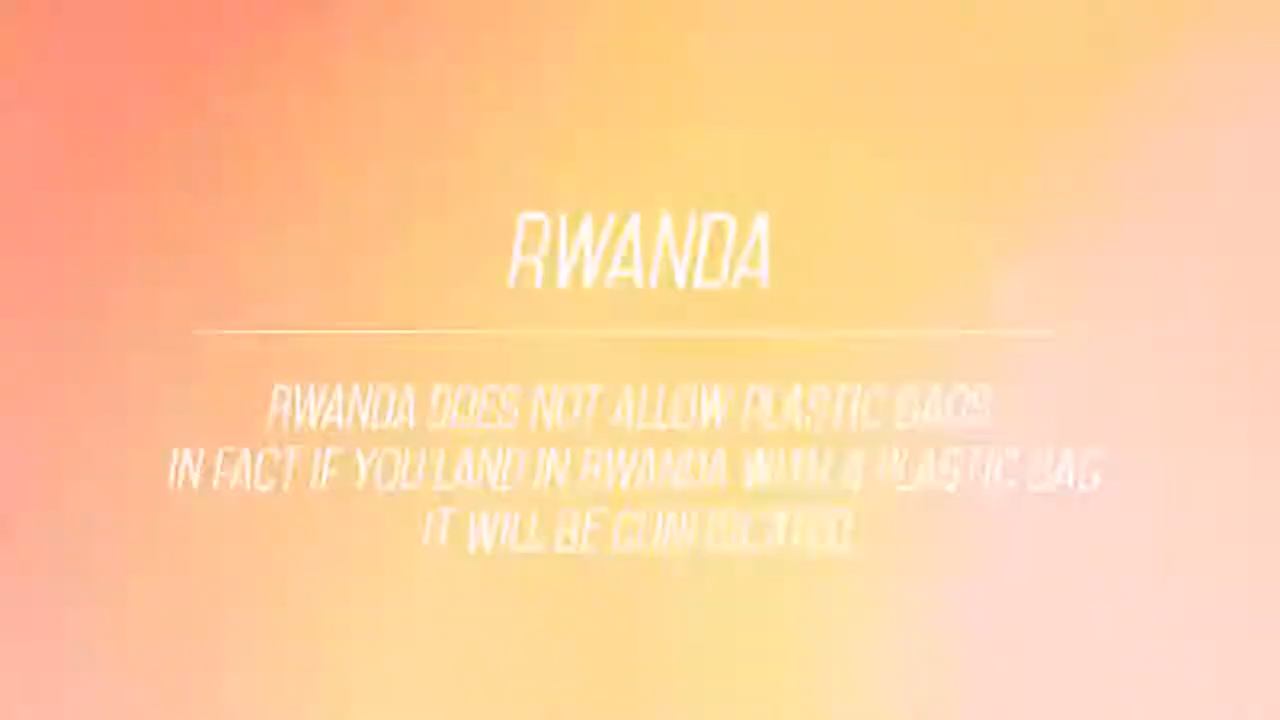 RWANDA
RWANDA DOES NOT ALLOW PLASTIC BAGS
IN FACT IF YOU LAND IN RWANDA WITH A PLASTIC BAG
IT WILL BE CONFISCATED